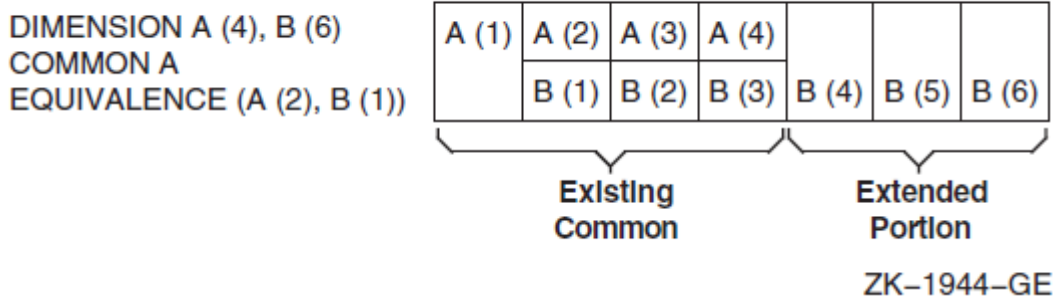 DIMENSION A (4), B (6)
COMMON A
EQUIVALENCE (A (2), B (1))
A (1) A (2) A (3) A (4)
B (1) B (2) B (3) B (4) B (5) B (6)
Existing Common
Extended Portion
ZK–1944–GE